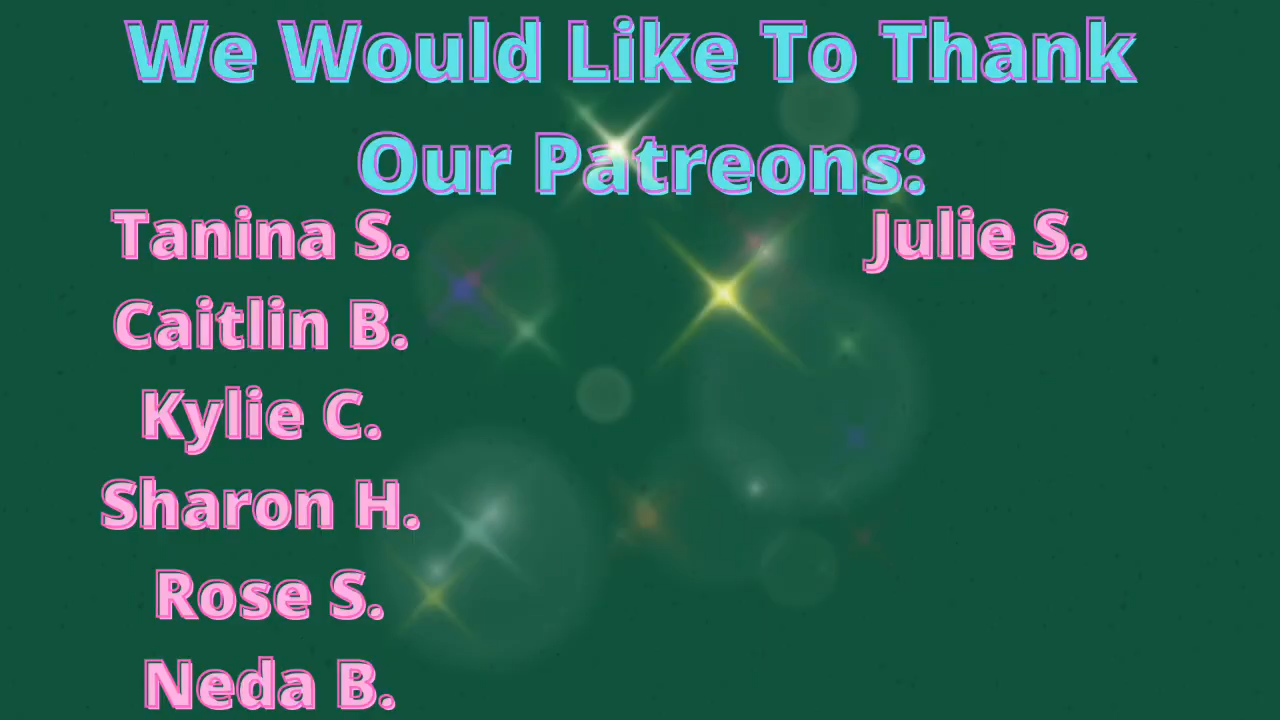 We Would Like To Thank
Our Patreons:
Tanina S.
Caitlin B.
Kylie C.
Sharon H.
Rose S.
Neda B.
Julie S.